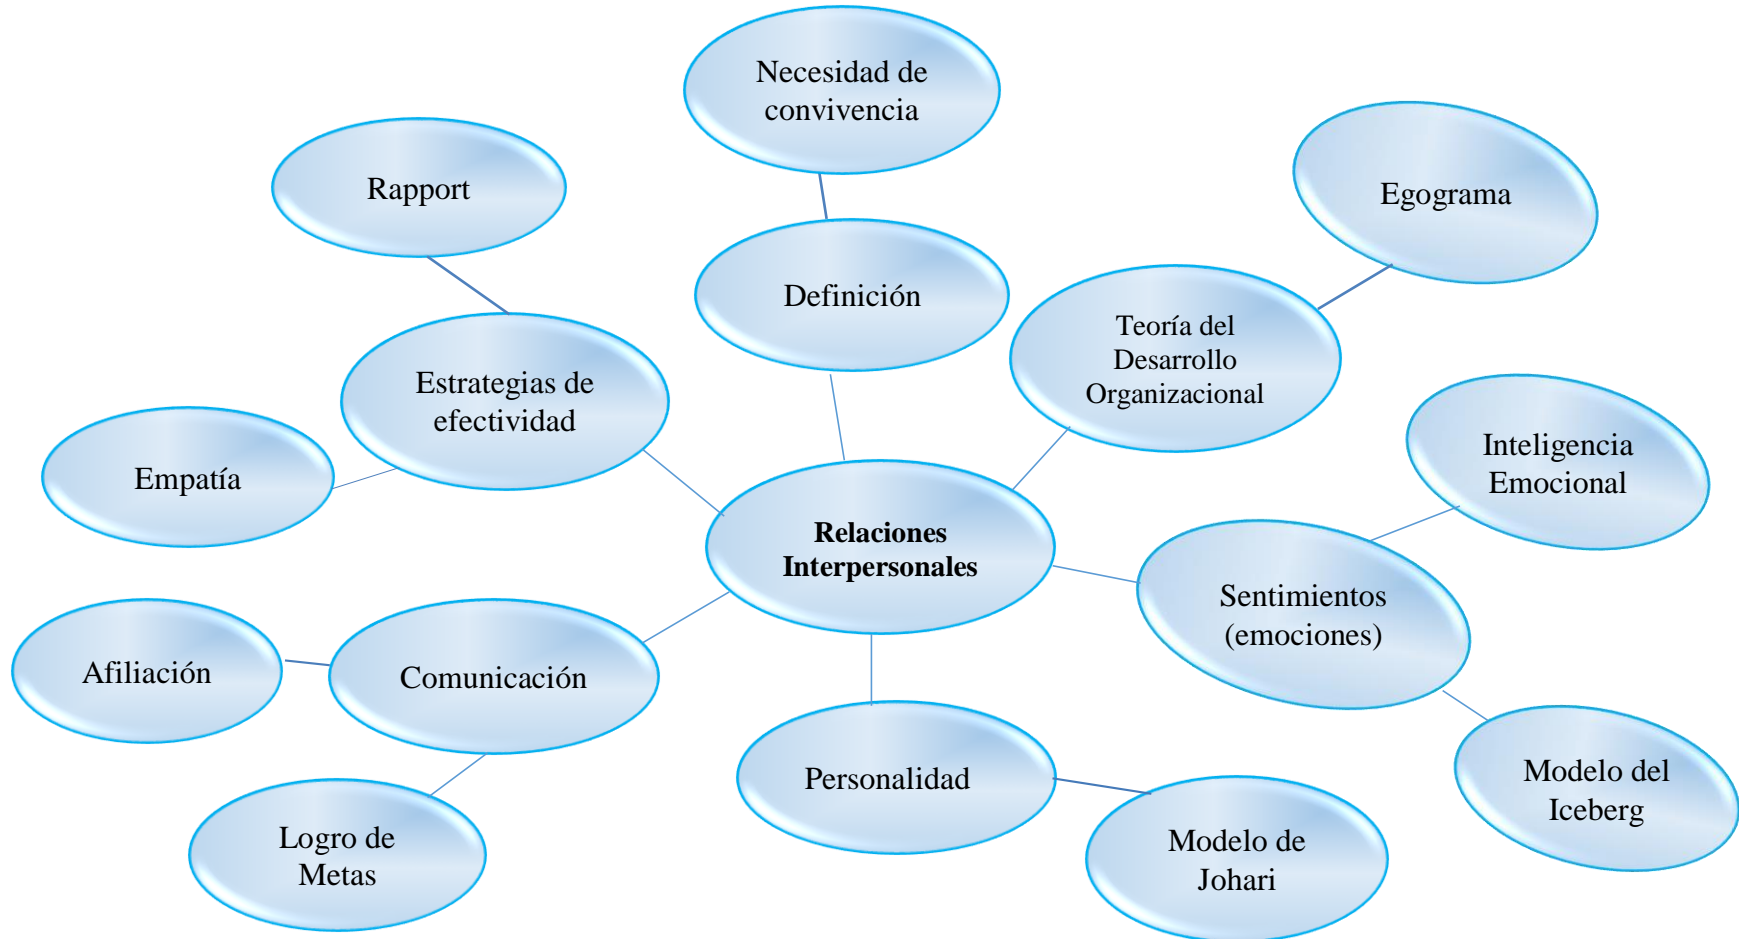 Necesidad de
convivencia
Rapport
Egograma
Definición
Teoría del
Desarrollo
Organizacional
Estrategias de
efectividad
Inteligencia
Emocional
Empatía
Relaciones
Interpersonales
Sentimientos
(emociones)
Afiliación
Comunicación
Personalidad
Modelo del
Iceberg
Logro de
Metas
Modelo de
Johari